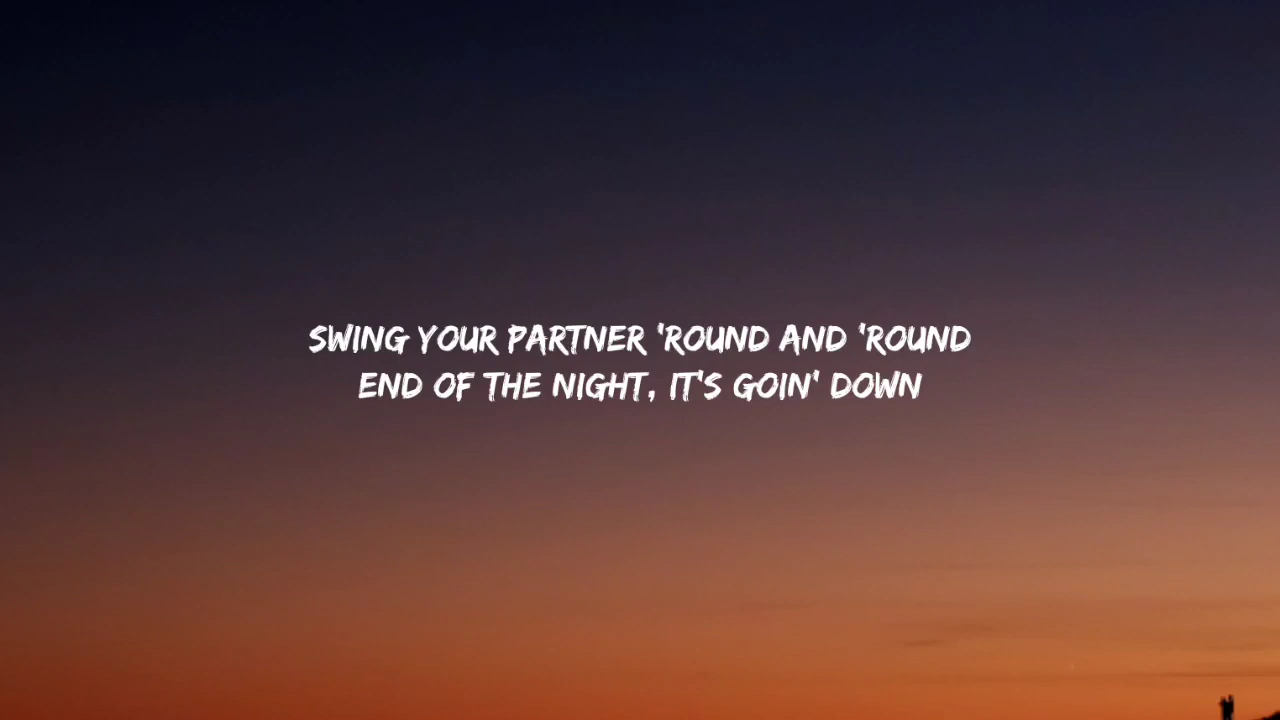 SWING YOUR PARTNER 'ROUND AND 'ROUND
END OF THE NIGHT, IT'S GOIN' DOWN